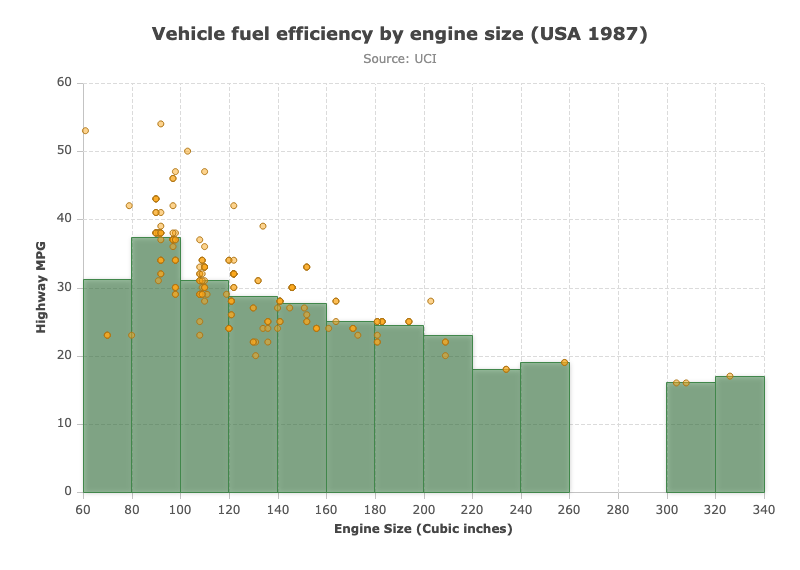 Vehicle fuel efficiency by engine size (USA 1987)
Source: UCI
Highway MPG
60
50
40
30
20
10
0
60 80 100 120 140 160 180 200 220 240 260 280 300 320 340
Engine Size (Cubic inches)